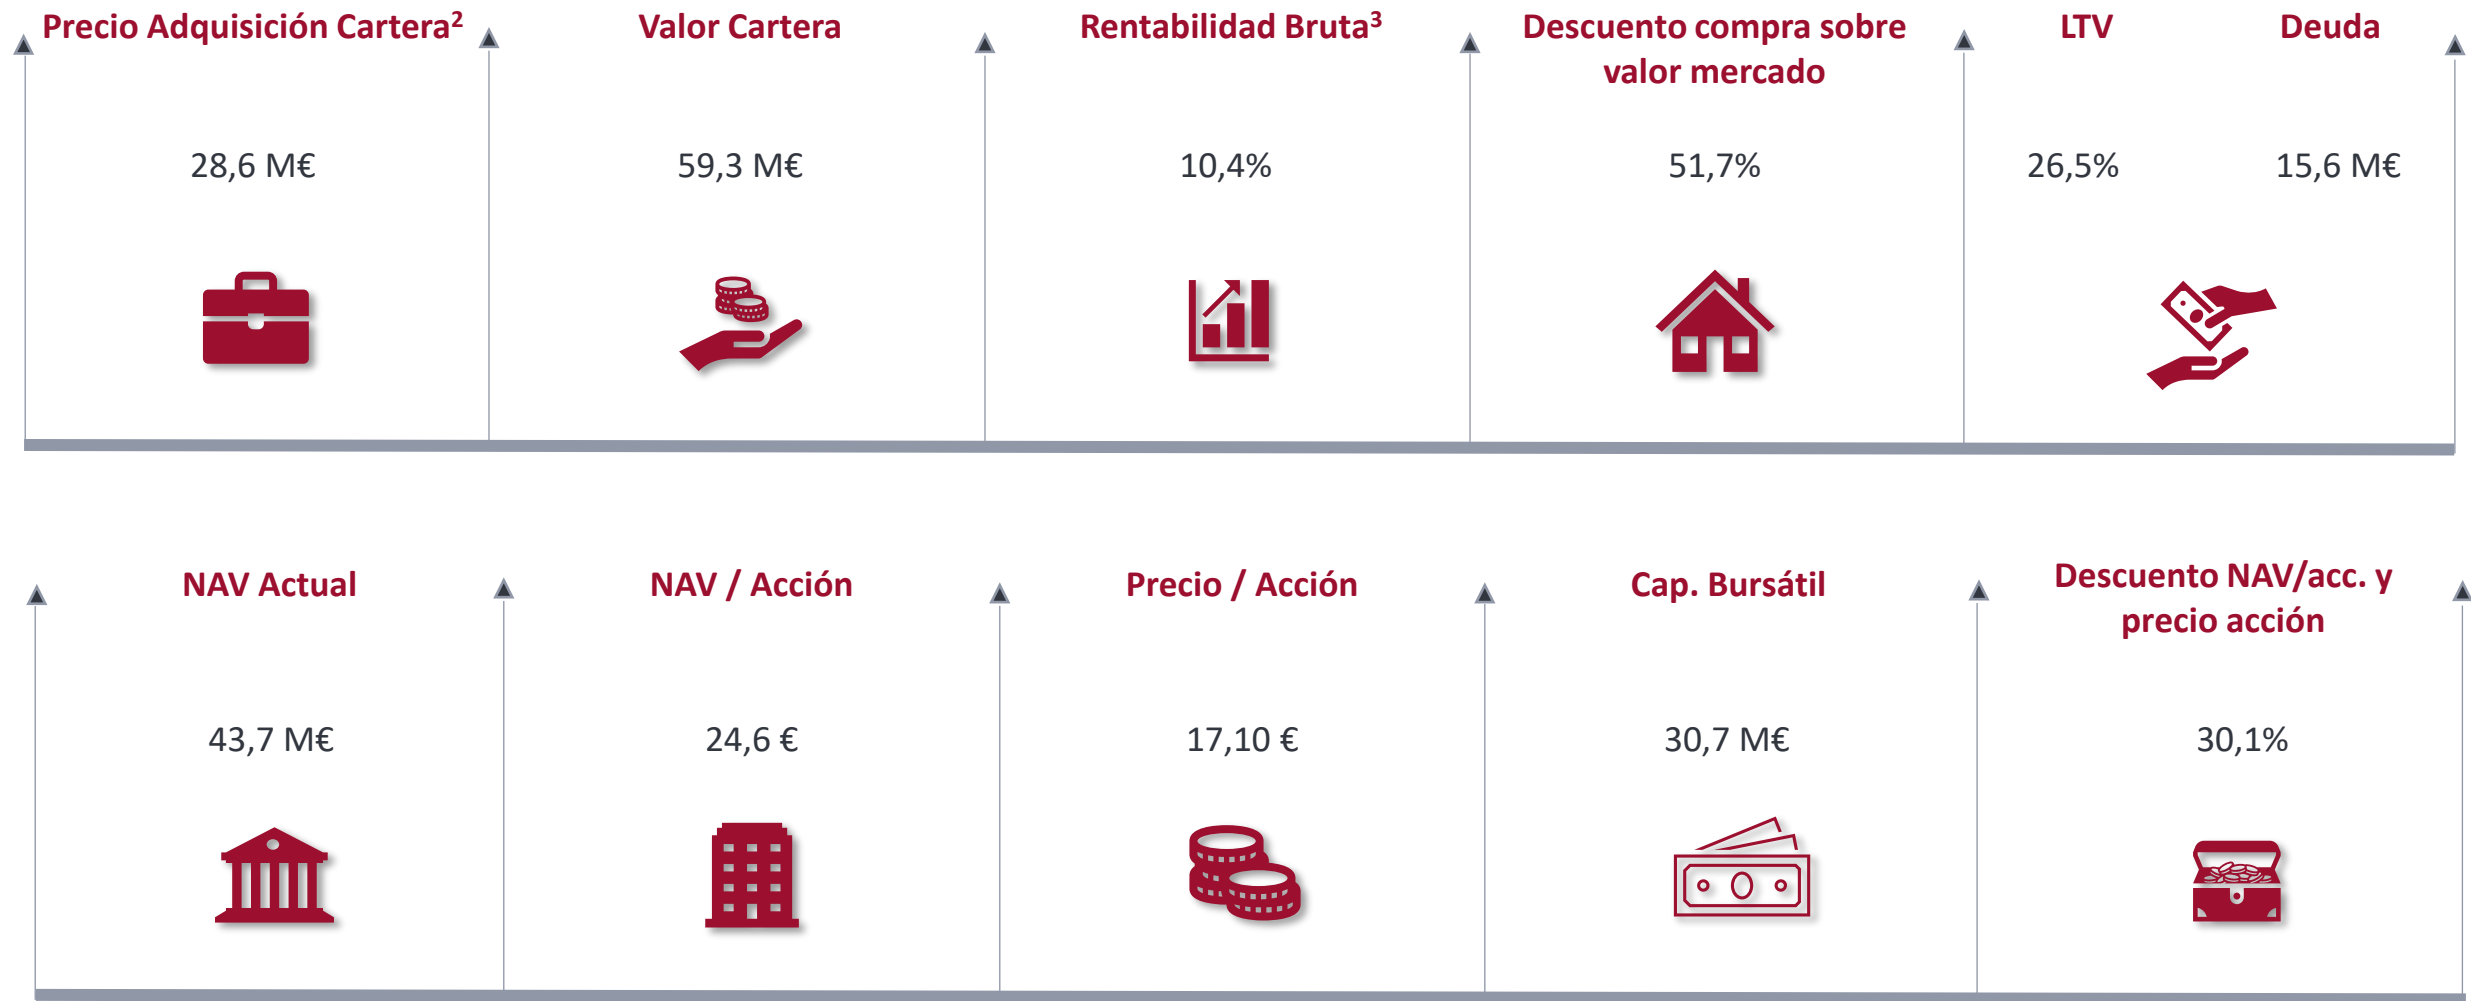 Precio Adquisición Cartera²
Valor Cartera
Rentabilidad Bruta³
Descuento compra sobre
valor mercado
LTV
Deuda
28,6 M€
59,3 M€
10,4%
51,7%
26,5%
15,6 M€
NAV Actual
NAV / Acción
Precio / Acción
Cap. Bursátil
Descuento NAV/acc. y
precio acción
43,7 M€
24,6 €
17,10 €
30,7 M€
30,1%